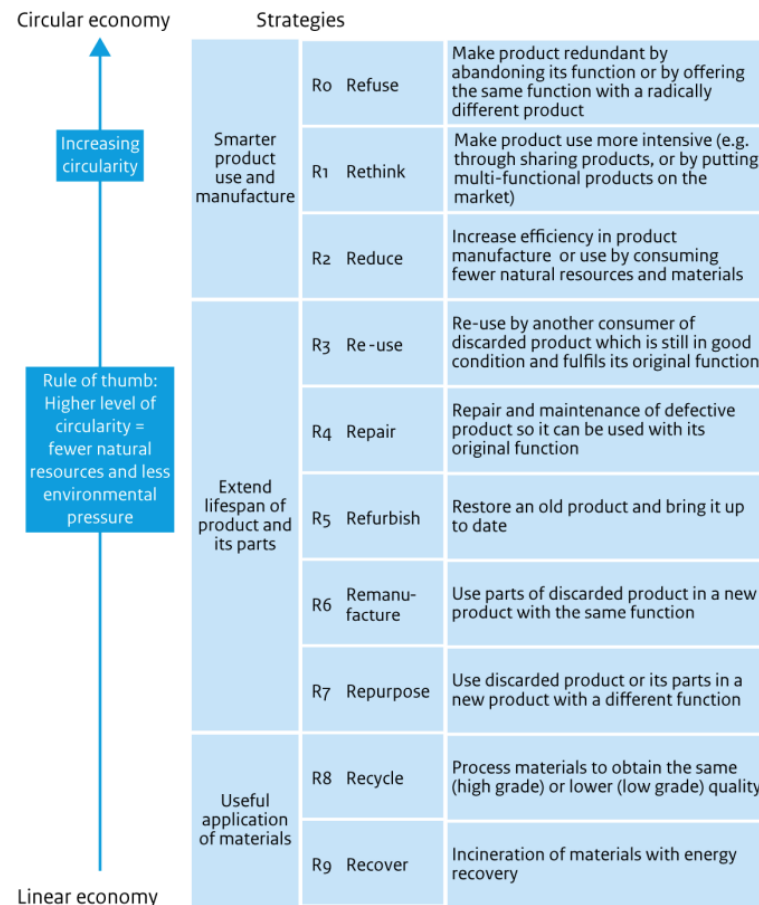 Circular economy
Strategies
Increasing
circularity
Rule of thumb:
Higher level of
circularity =
fewer natural
resources and less
environmental
pressure
Linear economy
Smarter
product
use and
manufacture
R0 Refuse
Make product redundant by
abandoning its function or by offering
the same function with a radically
different product
R1 Rethink
Make product use more intensive (e.g.
through sharing products, or by putting
multi-functional products on the
market)
R2 Reduce
Increase efficiency in product
manufacture or use by consuming
fewer natural resources and materials
Extend
lifespan of
product and
its parts
R3 Re-use
Re-use by another consumer of
discarded product which is still in good
condition and fulfils its original function
R4 Repair
Repair and maintenance of defective
product so it can be used with its
original function
R5 Refurbish
Restore an old product and bring it up
to date
R6 Remanu-
facture
Use parts of discarded product in a new
product with the same function
R7 Repurpose
Use discarded product or its parts in a
new product with a different function
Useful
application
of materials
R8 Recycle
Process materials to obtain the same
(high grade) or lower (low grade) quality
R9 Recover
Incineration of materials with energy
recovery